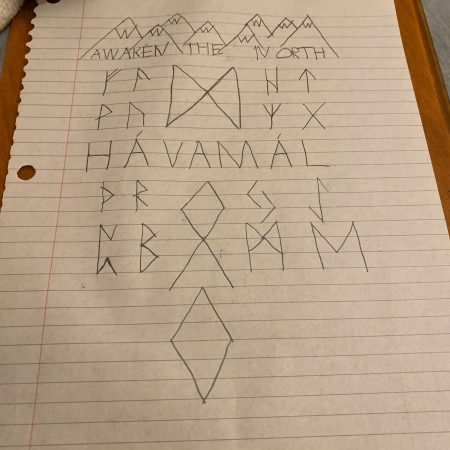 AWAKEN THE NORTH
ᚠ ᛞ ᚺ ᛏ
ᚹ ᚢ ᛉ ᚷ
HÁVAMÁL
ᚦ ᚱ ᛟ ᛃ ᛇ
ᛈ ᛒ ᛗ ᛖ
ᛜ